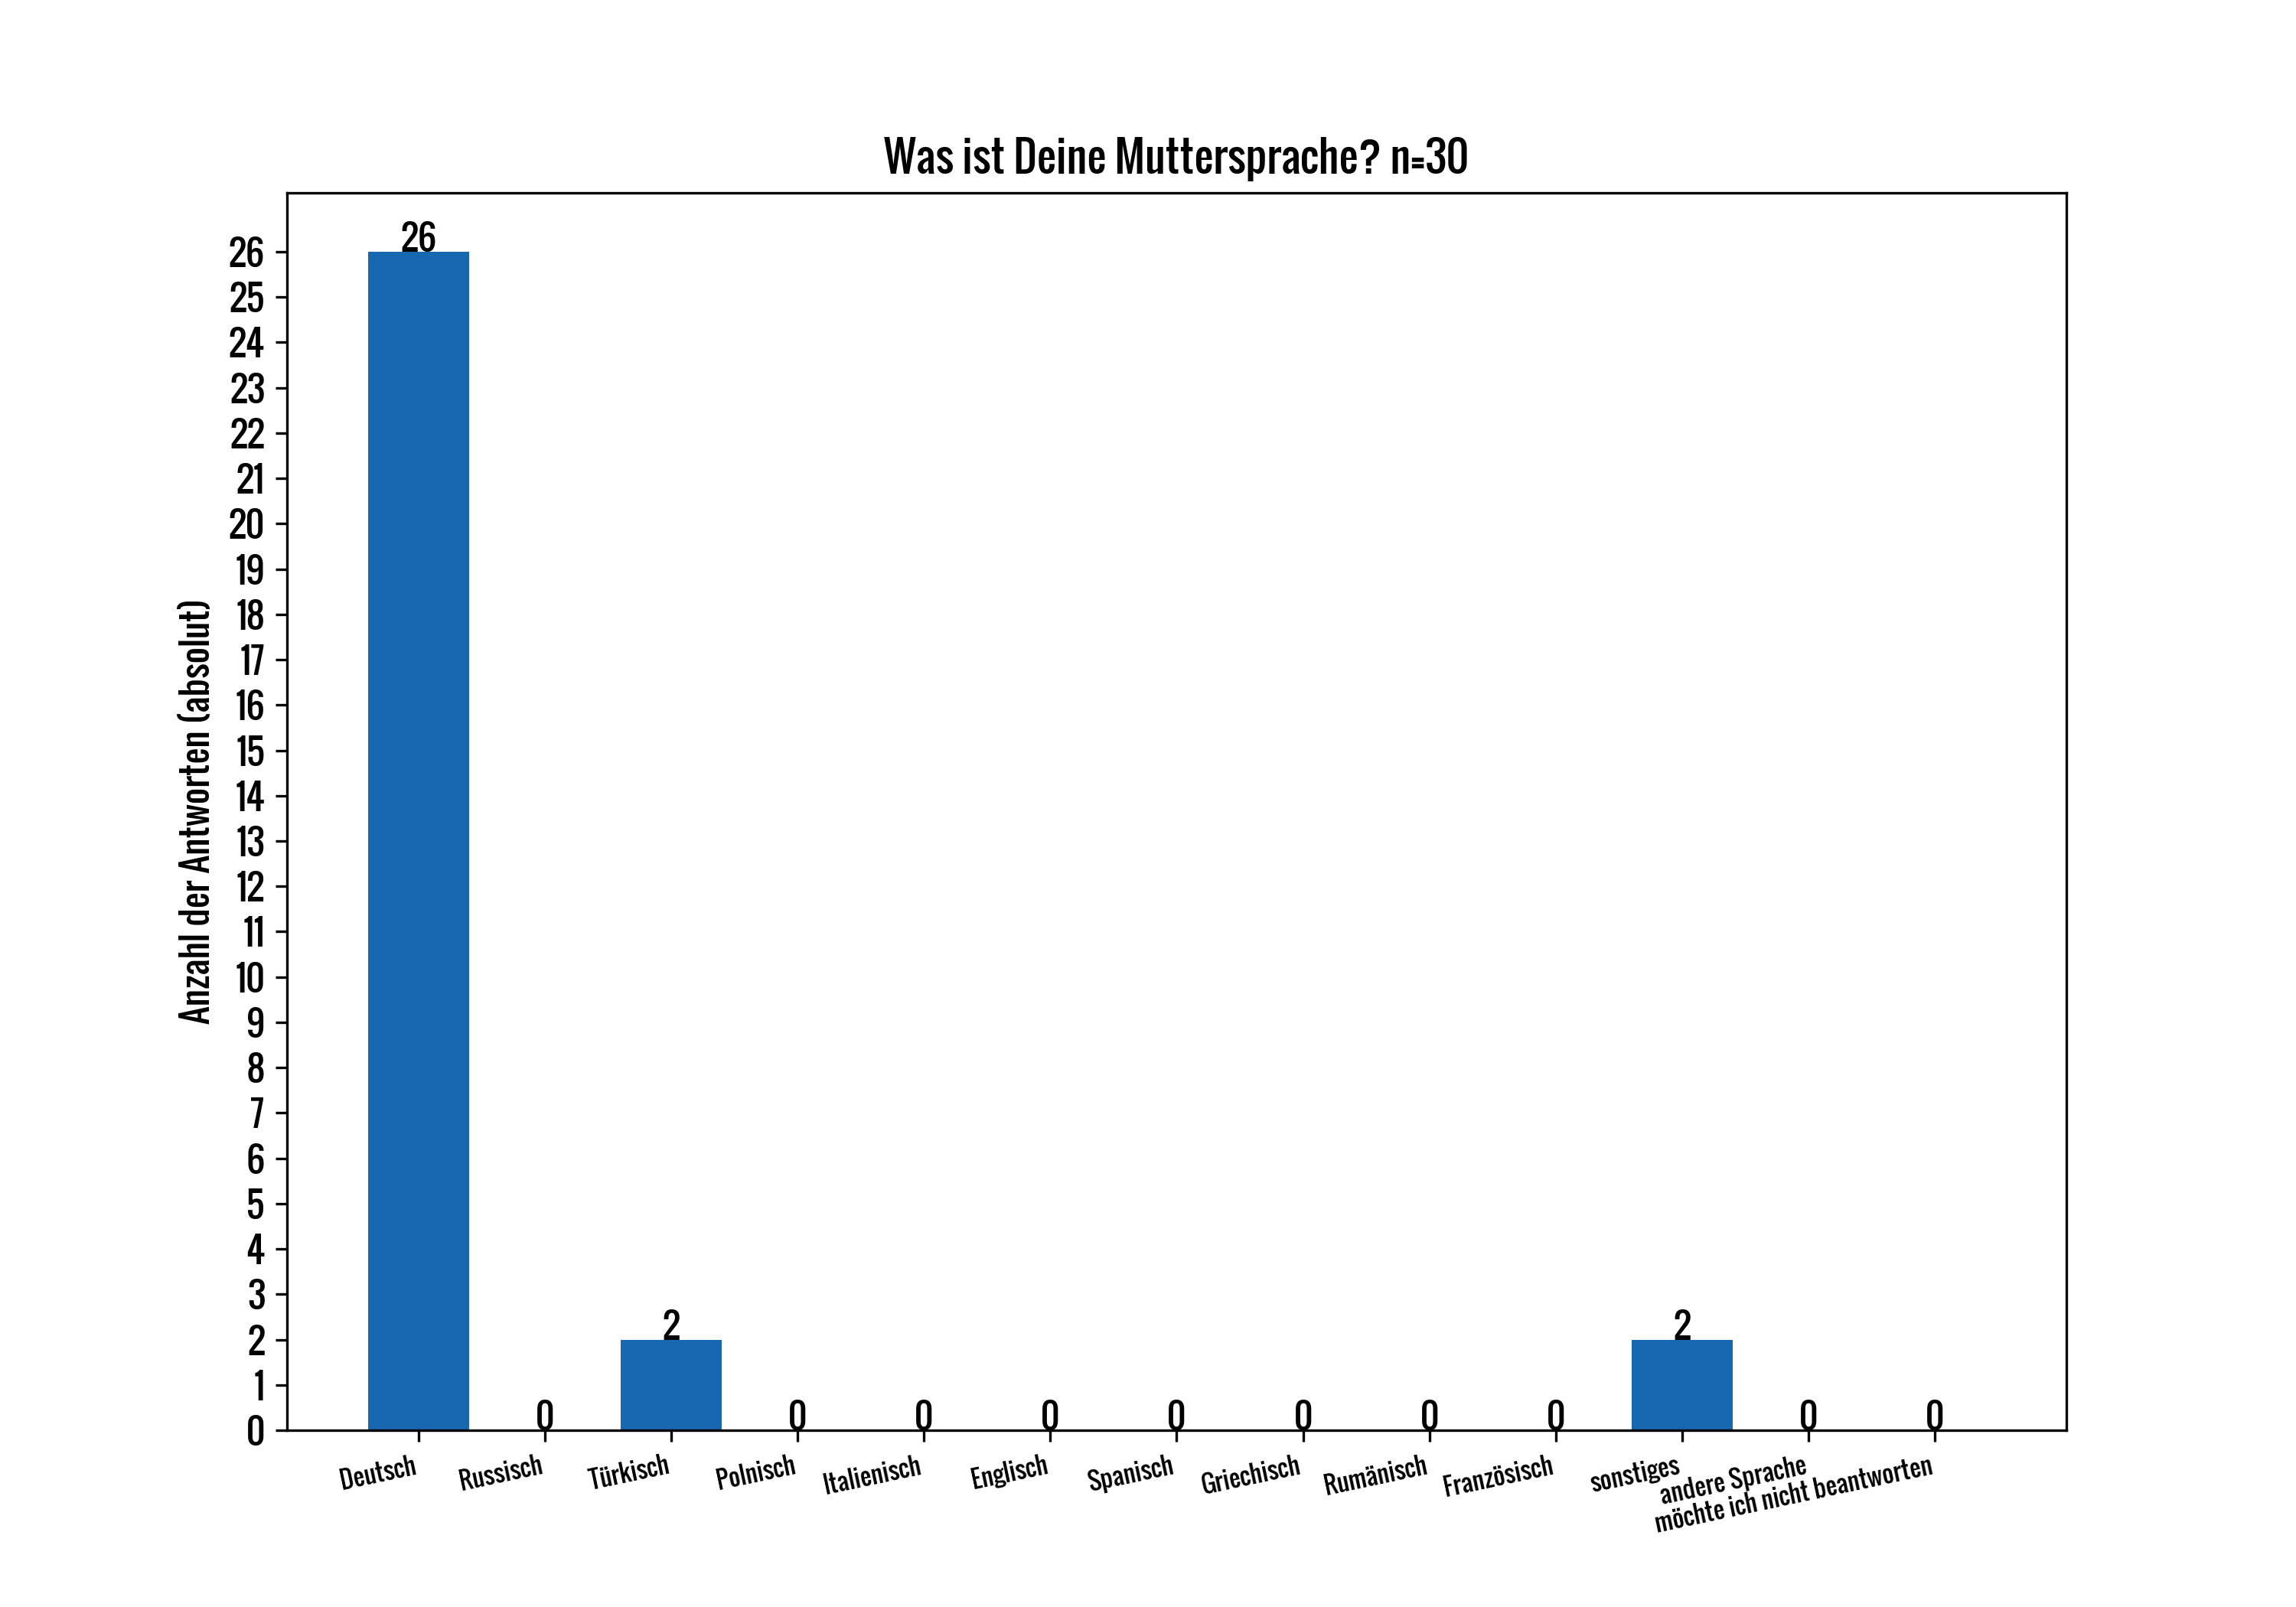 Was ist Deine Muttersprache? n=30
Anzahl der Antworten (absolut)
26
25
24
23
22
21
20
19
18
17
16
15
14
13
12
11
10
9
8
7
6
5
4
3
2
1
0
26
0
2
0
0
0
0
0
0
0
2
0
0
Deutsch
Russisch
Türkisch
Polnisch
Italienisch
Englisch
Spanisch
Griechisch
Rumänisch
Französisch
sonstiges
andere Sprache
möchte ich nicht beantworten